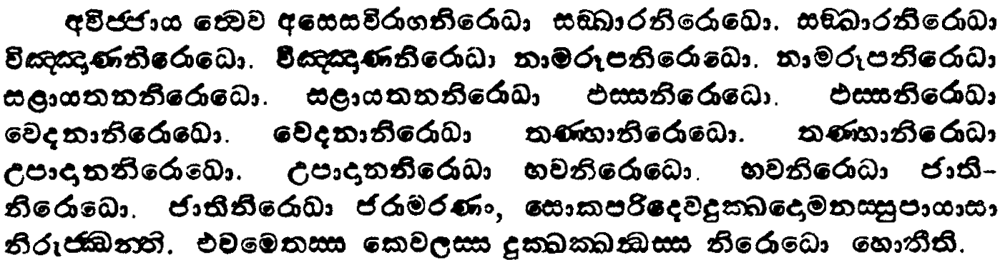 අවිජ්ජාය ත්‍වෙව අසෙසවිරාගනිරොධා සඞ්ඛාරනිරොධො. සඞ්ඛාරනිරොධා
විඤ්ඤාණනිරොධො. විඤ්ඤාණනිරොධා නාමරූපනිරොධො. නාමරූපනිරොධා
සළායතනනිරොධො. සළායතනනිරොධා ඵස්සනිරොධො. ඵස්සනිරොධා
වෙදනානිරොධො. වෙදනානිරොධා තණ්හානිරොධො. තණ්හානිරොධා
උපාදානනිරොධො. උපාදානනිරොධා භවනිරොධො. භවනිරොධා ජාති-
නිරොධො. ජාතිනිරොධා ජරාමරණං, සොකපරිදෙවදුක්ඛදොමනස්සුපායාසා
නිරුජ්ඣන්ති. එවමෙතස්ස කෙවලස්ස දුක්ඛක්ඛන්ධස්ස නිරොධො හොතීති.